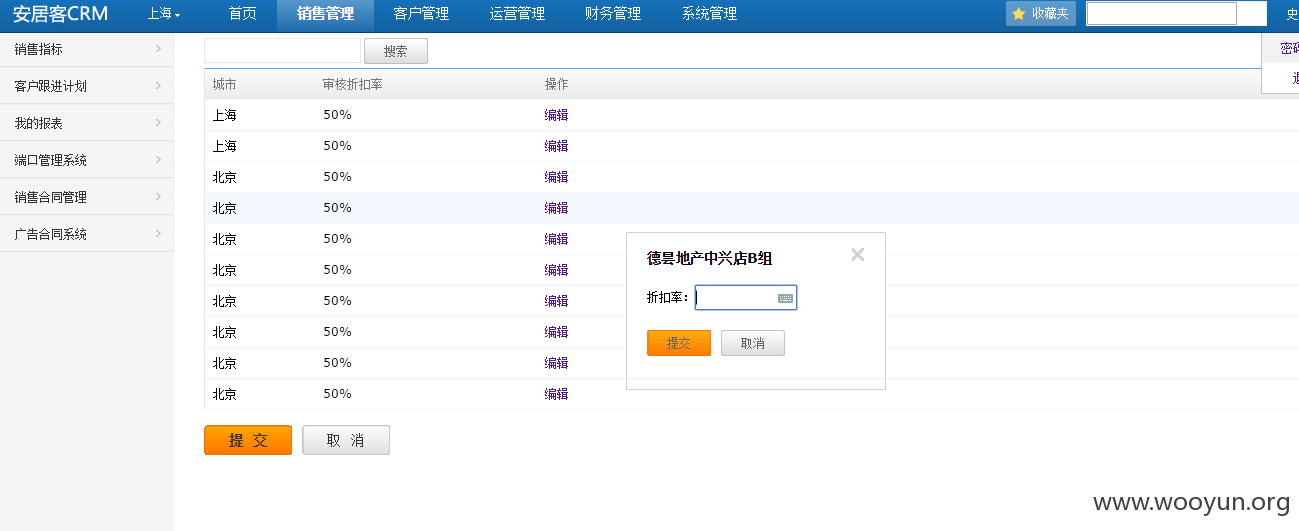 安居客CRM 上海 首页 销售管理 客户管理 运营管理 财务管理 系统管理 收藏夹
销售指标
客户跟进计划
我的报表
端口管理系统
销售合同管理
广告合同系统
搜索
城市 审核折扣率 操作
上海 50% 编辑
上海 50% 编辑
北京 50% 编辑
北京 50% 编辑
北京 50% 编辑
北京 50% 编辑
北京 50% 编辑
北京 50% 编辑
北京 50% 编辑
北京 50% 编辑
提 交 取 消
德昙地产中兴店B组
折扣率：
提交 取消
www.wooyun.org